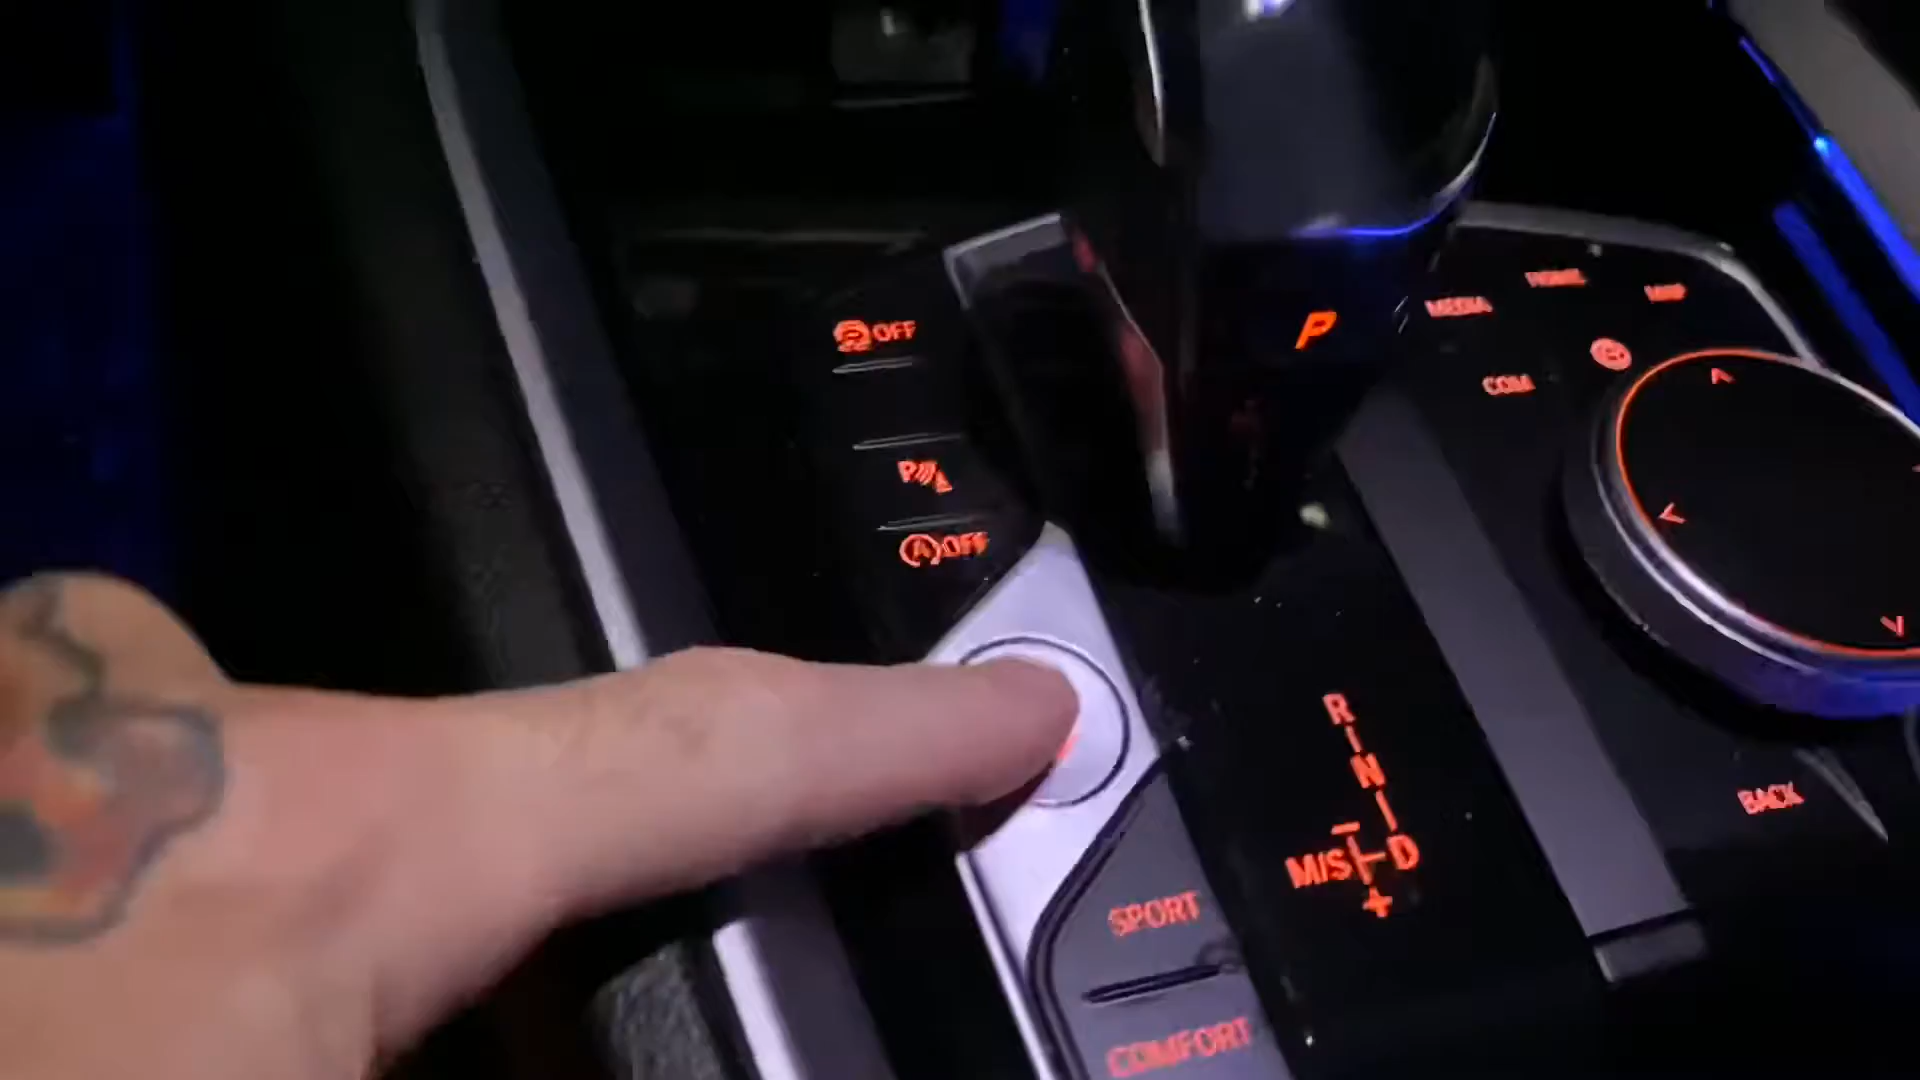 OFF
P
MEDIA
HOME
MAP
COM
P
A OFF
R
N
M/S D
+
BACK
SPORT
COMFORT